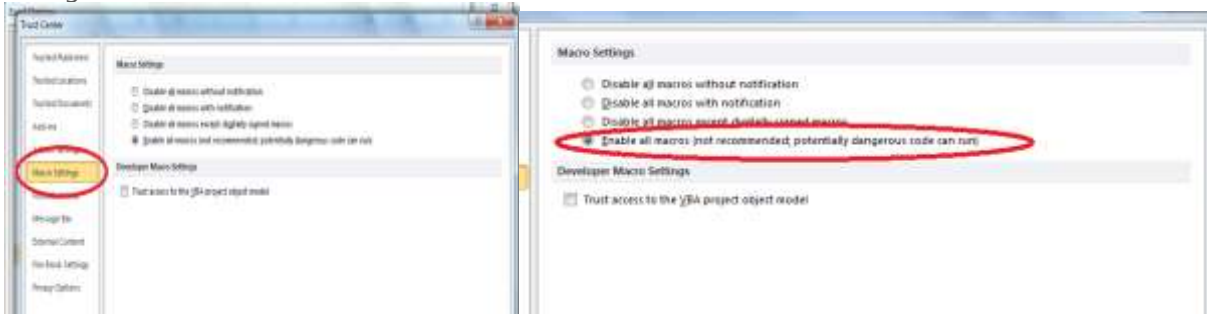 Trust Center
Trusted Publishers
Trusted Locations
Trusted Documents
Add-ins
Macro Settings
Message Bar
External Content
File Block Settings
Privacy Options
Macro Settings
Disable all macros without notification
Disable all macros with notification
Disable all macros except digitally signed macros
Enable all macros (not recommended; potentially dangerous code can run)
Developer Macro Settings
Trust access to the VBA project object model
Macro Settings
Disable all macros without notification
Disable all macros with notification
Disable all macros except digitally signed macros
Enable all macros (not recommended; potentially dangerous code can run)
Developer Macro Settings
Trust access to the VBA project object model